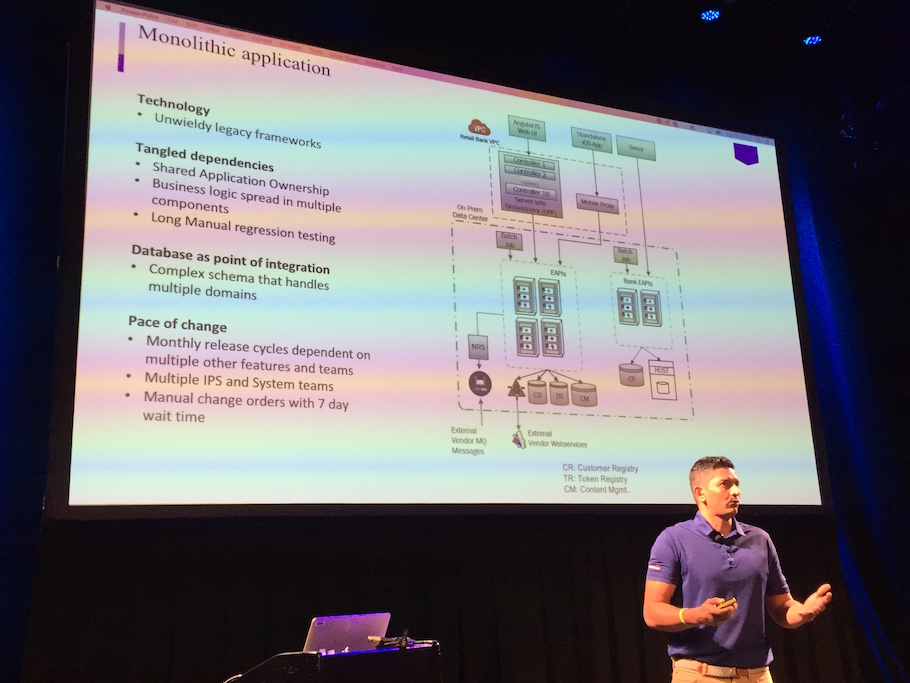 Monolithic application
Technology
• Unwieldy legacy frameworks
Tangled dependencies
• Shared Application Ownership
• Business logic spread in multiple
components
• Long Manual regression testing
Database as point of integration
• Complex schema that handles
multiple domains
Pace of change
• Monthly release cycles dependent on
multiple other features and teams
• Multiple IPS and System teams
• Manual change orders with 7 day
wait time
VPC
Retail Bank VPC
AngularJS
Web UI
Standalone
iOS App
Controller 1
Controller 2
Controller 10
Server side
Mobile Proxy
On Prem
Data Center
Batch
Job
Batch
Job
EAPIs
Bank EAPIs
NRS
CR
TR
CM
CP
HOST
External
Vendor MQ
Messages
External
Vendor Webservices
CR: Customer Registry
TR: Token Registry
CM: Content Mgmt.